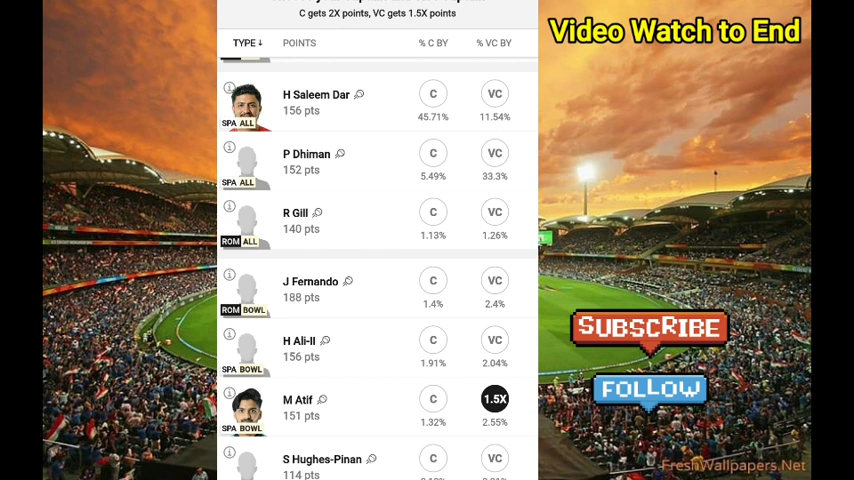 C gets 2X points, VC gets 1.5X points
Video Watch to End
TYPE↓ POINTS % C BY % VC BY
H Saleem Dar
156 pts
C VC
45.71% 11.54%
SPA ALL
P Dhiman
152 pts
C VC
5.49% 33.3%
SPA ALL
R Gill
140 pts
C VC
1.13% 1.26%
ROM ALL
J Fernando
188 pts
C VC
1.4% 2.4%
ROM BOWL
H Ali-II
156 pts
C VC
1.91% 2.04%
SPA BOWL
M Atif
151 pts
C 1.5X
1.32% 2.55%
SPA BOWL
S Hughes-Pinan
114 pts
C VC
SUBSCRIBE
FOLLOW
FreshWallpapers.Net